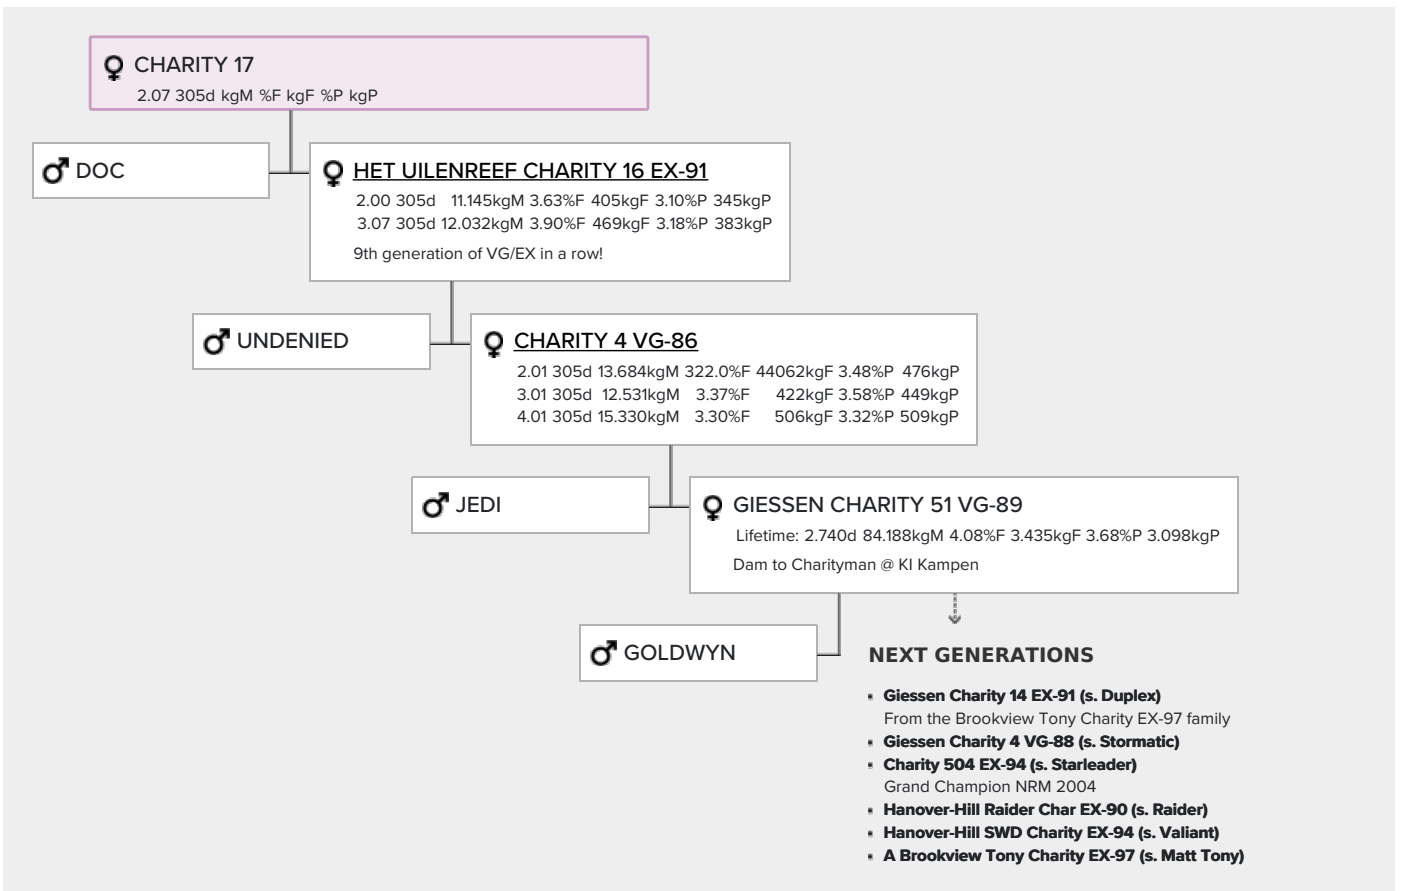 CHARITY 17
2.07 305d kgM %F kgF %P kgP
DOC
HET UILENREEF CHARITY 16 EX-91
2.00 305d 11.145kgM 3.63%F 405kgF 3.10%P 345kgP
3.07 305d 12.032kgM 3.90%F 469kgF 3.18%P 383kgP
9th generation of VG/EX in a row!
UNDENIED
CHARITY 4 VG-86
2.01 305d 13.684kgM 322.0%F 44062kgF 3.48%P 476kgP
3.01 305d 12.531kgM 3.37%F 422kgF 3.58%P 449kgP
4.01 305d 15.330kgM 3.30%F 506kgF 3.32%P 509kgP
JEDI
GIESSEN CHARITY 51 VG-89
Lifetime: 2.740d 84.188kgM 4.08%F 3.435kgF 3.68%P 3.098kgP
Dam to Charityman @ KI Kampen
GOLDWYN
NEXT GENERATIONS
▪ Giessen Charity 14 EX-91 (s. Duplex)
From the Brookview Tony Charity EX-97 family
▪ Giessen Charity 4 VG-88 (s. Stormatic)
▪ Charity 504 EX-94 (s. Starleader)
Grand Champion NRM 2004
▪ Hanover-Hill Raider Char EX-90 (s. Raider)
▪ Hanover-Hill SWD Charity EX-94 (s. Valiant)
▪ A Brookview Tony Charity EX-97 (s. Matt Tony)